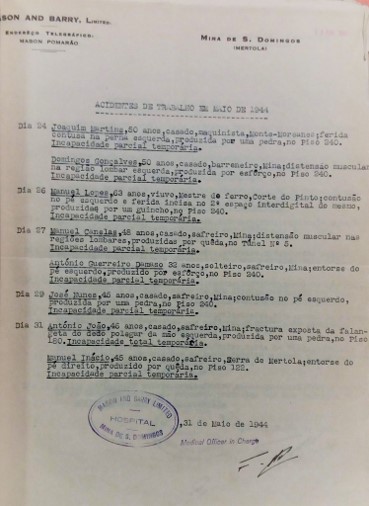 MASON AND BARRY, LIMITED.
ENDEREÇO TELEGRÁFICO:
MASON POMARÃO
MINA DE S. DOMINGOS
(MERTOLA)
ACIDENTES DE TRABALHO EM MAIO DE 1944
Dia 24 Joaquim Martins,50 anos,casado,maquinista,Monte-Moreanes;ferida
contusa na perna esquerda,produzida por uma pedra,no Piso 240.
Incapacidade parcial temporária.
Domingos Gonçalves,50 anos,casado,barreneiro,Mina;distensão muscular
na região lombar esquerda,produzida por esforço,no Piso 240.
Incapacidade parcial temporária.
Dia 26 Manuel Lopes,63 anos,viuvo,Mestre de ferro,Corte do Pinto;contusão
no pé esquerdo e ferida incisa no 2º espaço interdigital do mesmo,
produzidas por um guincho,no Piso 240.
Incapacidade parcial temporária.
Dia 27 Manuel Canelas,45 anos,casado,safreiro,Mina;distensão muscular nas
regiões lombares,produzidas por quéda,no Túnel Nº 5.
Incapacidade parcial temporária.
António Guerreiro Damazo 32 anos,solteiro,safreiro,Mina;entorse do
pé esquerdo,produzido por esforço,no Piso 240.
Incapacidade parcial temporária.
Dia 29 José Nunes,45 anos,casado,safreiro,Mina;contusão no pé esquerdo,
produzida por uma pedra,no Piso 240.
Incapacidade parcial temporária.
Dia 31 António João,45 anos,casado,safreiro,Mina;fractura exposta da falan-
geta do dedo polegar da mão esquerda,produzida por uma pedra,no Piso
180.Incapacidade total temporária.
Manuel Inácio,45 anos,casado,safreiro,Serra de Mertola;entorse do
pé direito,produzido por quéda,no Piso 122.
Incapacidade parcial temporária.
MASON AND BARRY LIMITED
HOSPITAL
MINA DE S. DOMINGOS
,31 de Maio de 1944
Medical Officer in Charge